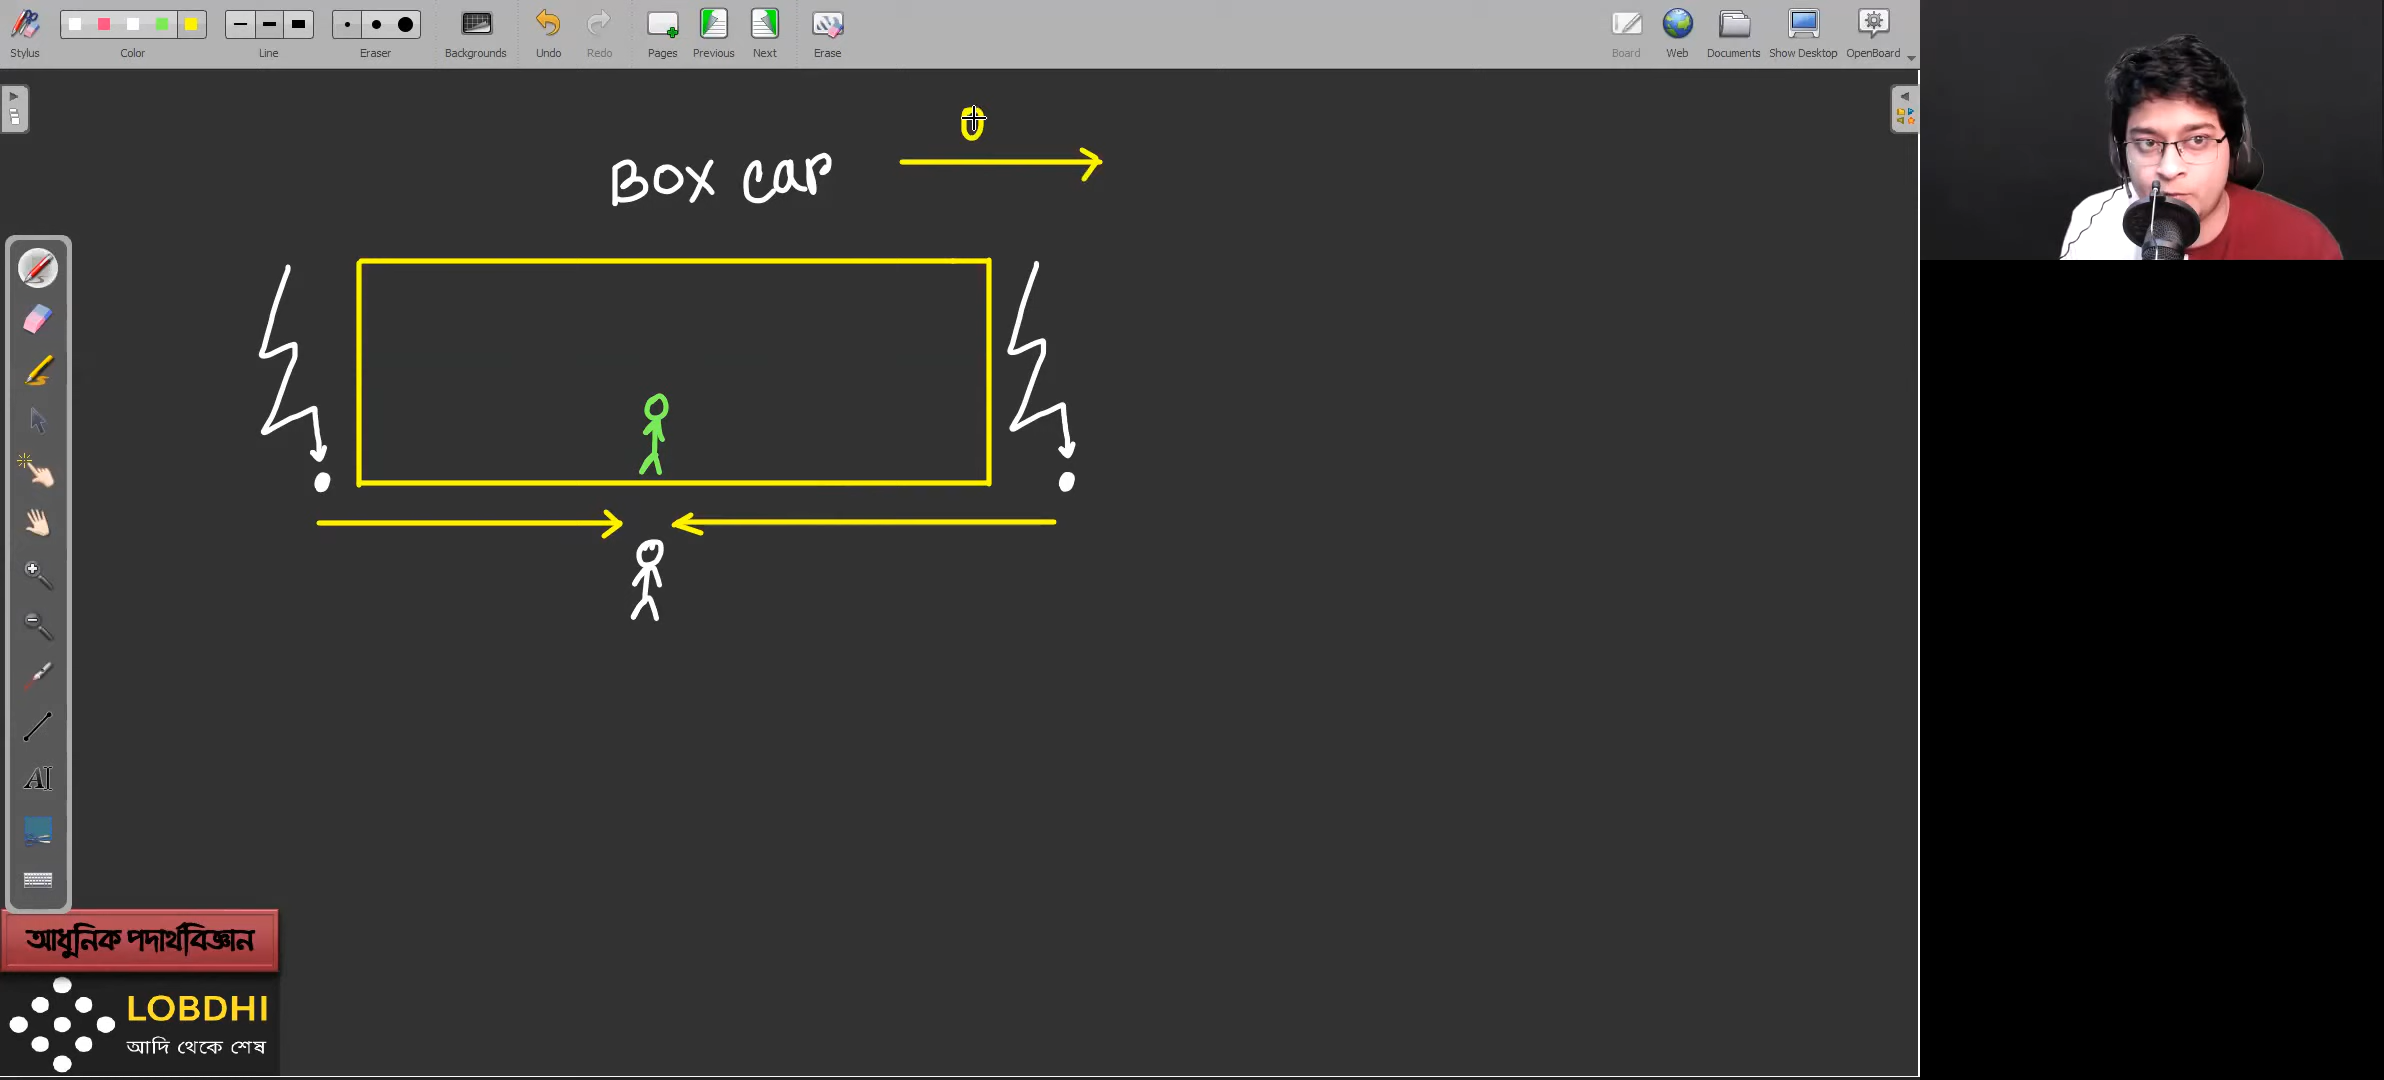 Stylus
Color
Line
Eraser
Backgrounds
Undo
Redo
Pages
Previous
Next
Erase
Board
Web
Documents
Show Desktop
OpenBoard
Box car
AI
আধুনিক পদার্থবিজ্ঞান
LOBDHI
আদি থেকে শেষ